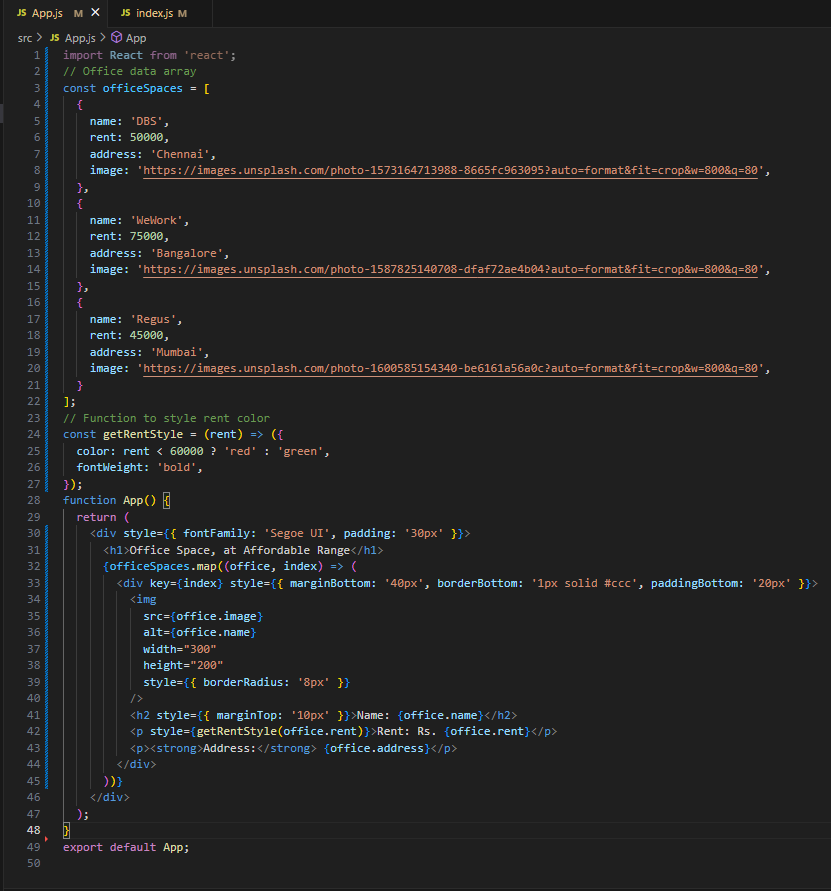 JS App.js M × JS index.js M
src > JS App.js > App
1 import React from 'react';
2 // Office data array
3 const officeSpaces = [
4   {
5     name: 'DBS',
6     rent: 50000,
7     address: 'Chennai',
8     image: 'https://images.unsplash.com/photo-1573164713988-8665fc963095?auto=format&fit=crop&w=800&q=80',
9   },
10   {
11     name: 'WeWork',
12     rent: 75000,
13     address: 'Bangalore',
14     image: 'https://images.unsplash.com/photo-1587825140708-dfaf72ae4b04?auto=format&fit=crop&w=800&q=80',
15   },
16   {
17     name: 'Regus',
18     rent: 45000,
19     address: 'Mumbai',
20     image: 'https://images.unsplash.com/photo-1600585154340-be6161a56a0c?auto=format&fit=crop&w=800&q=80',
21   }
22 ];
23 // Function to style rent color
24 const getRentStyle = (rent) => ({
25   color: rent < 60000 ? 'red' : 'green',
26   fontWeight: 'bold',
27 });
28 function App() {
29   return (
30     <div style={{ fontFamily: 'Segoe UI', padding: '30px' }}>
31       <h1>Office Space, at Affordable Range</h1>
32       {officeSpaces.map((office, index) => (
33         <div key={index} style={{ marginBottom: '40px', borderBottom: '1px solid #ccc', paddingBottom: '20px' }}>
34           <img
35             src={office.image}
36             alt={office.name}
37             width="300"
38             height="200"
39             style={{ borderRadius: '8px' }}
40           />
41           <h2 style={{ marginTop: '10px' }}>Name: {office.name}</h2>
42           <p style={getRentStyle(office.rent)}>Rent: Rs. {office.rent}</p>
43           <p><strong>Address:</strong> {office.address}</p>
44         </div>
45       ))}
46     </div>
47   );
48 }
49 export default App;
50